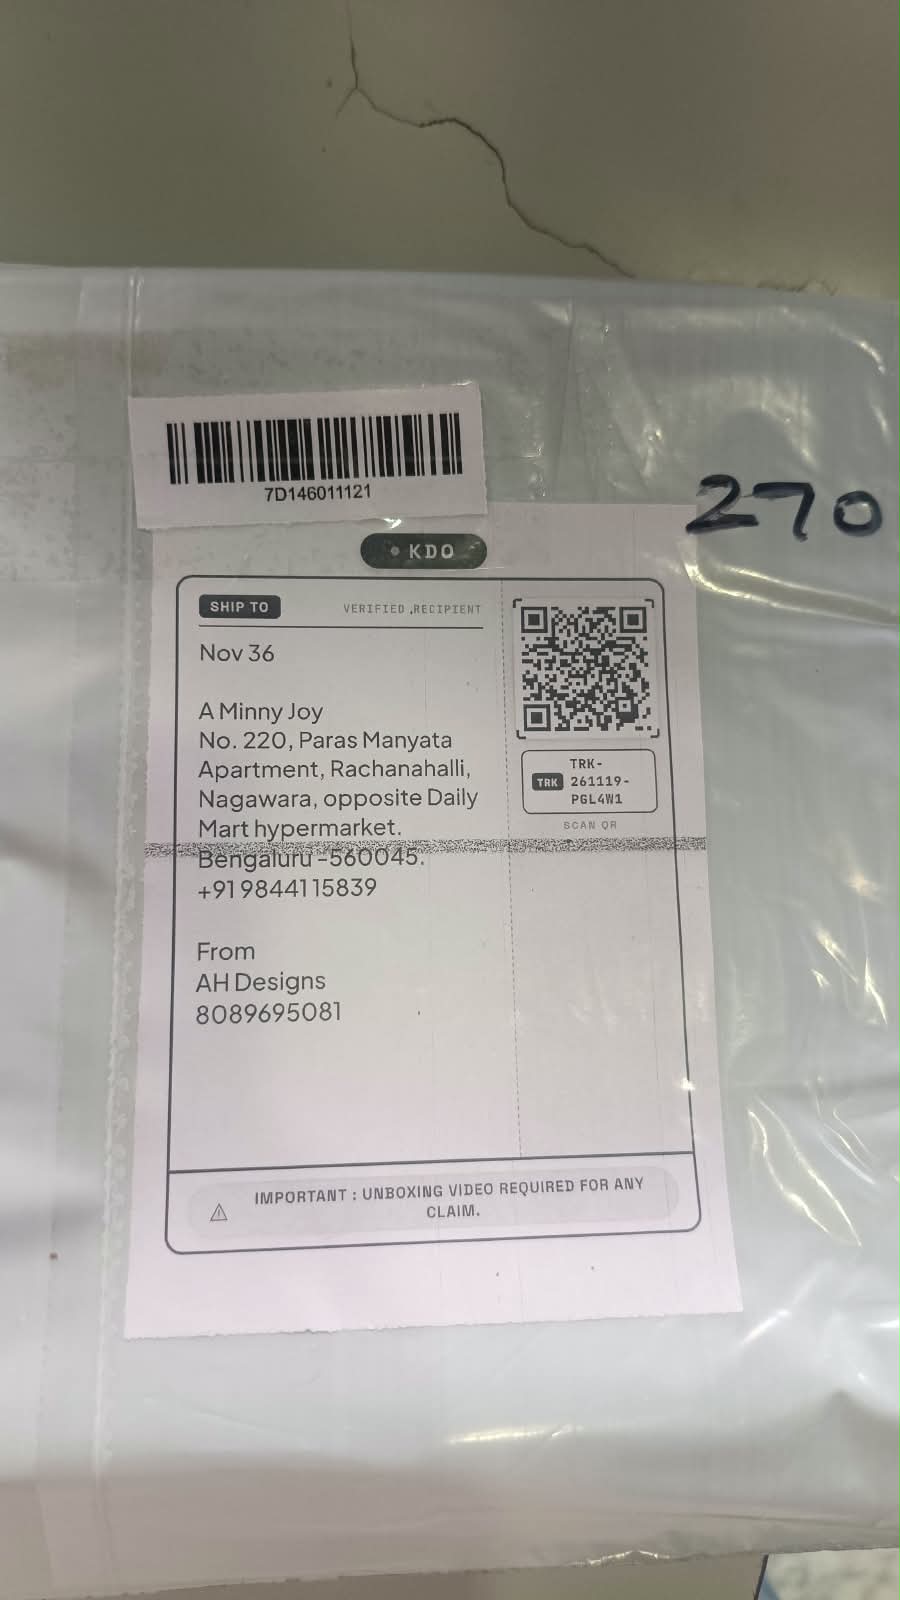 7D146011121
270
KDO
SHIP TO
VERIFIED RECIPIENT
Nov 36
A Minny Joy
No. 220, Paras Manyata
Apartment, Rachanahalli,
Nagawara, opposite Daily
Mart hypermarket.
Bengaluru -560045.
+91 9844115839
From
AH Designs
8089695081
TRK
TRK-
261119-
PGL4W1
SCAN QR
IMPORTANT : UNBOXING VIDEO REQUIRED FOR ANY
CLAIM.